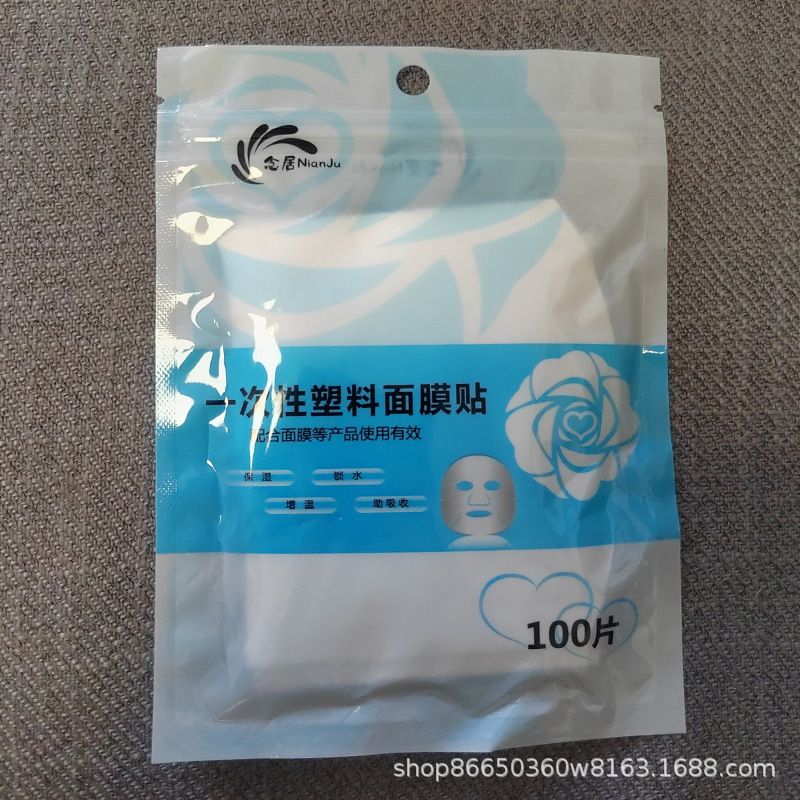 念居NianJu
一次性塑料面膜贴
配合面膜等产品使用有效
保湿 锁水
增温 助吸收
100片
shop86650360w8163.1688.com